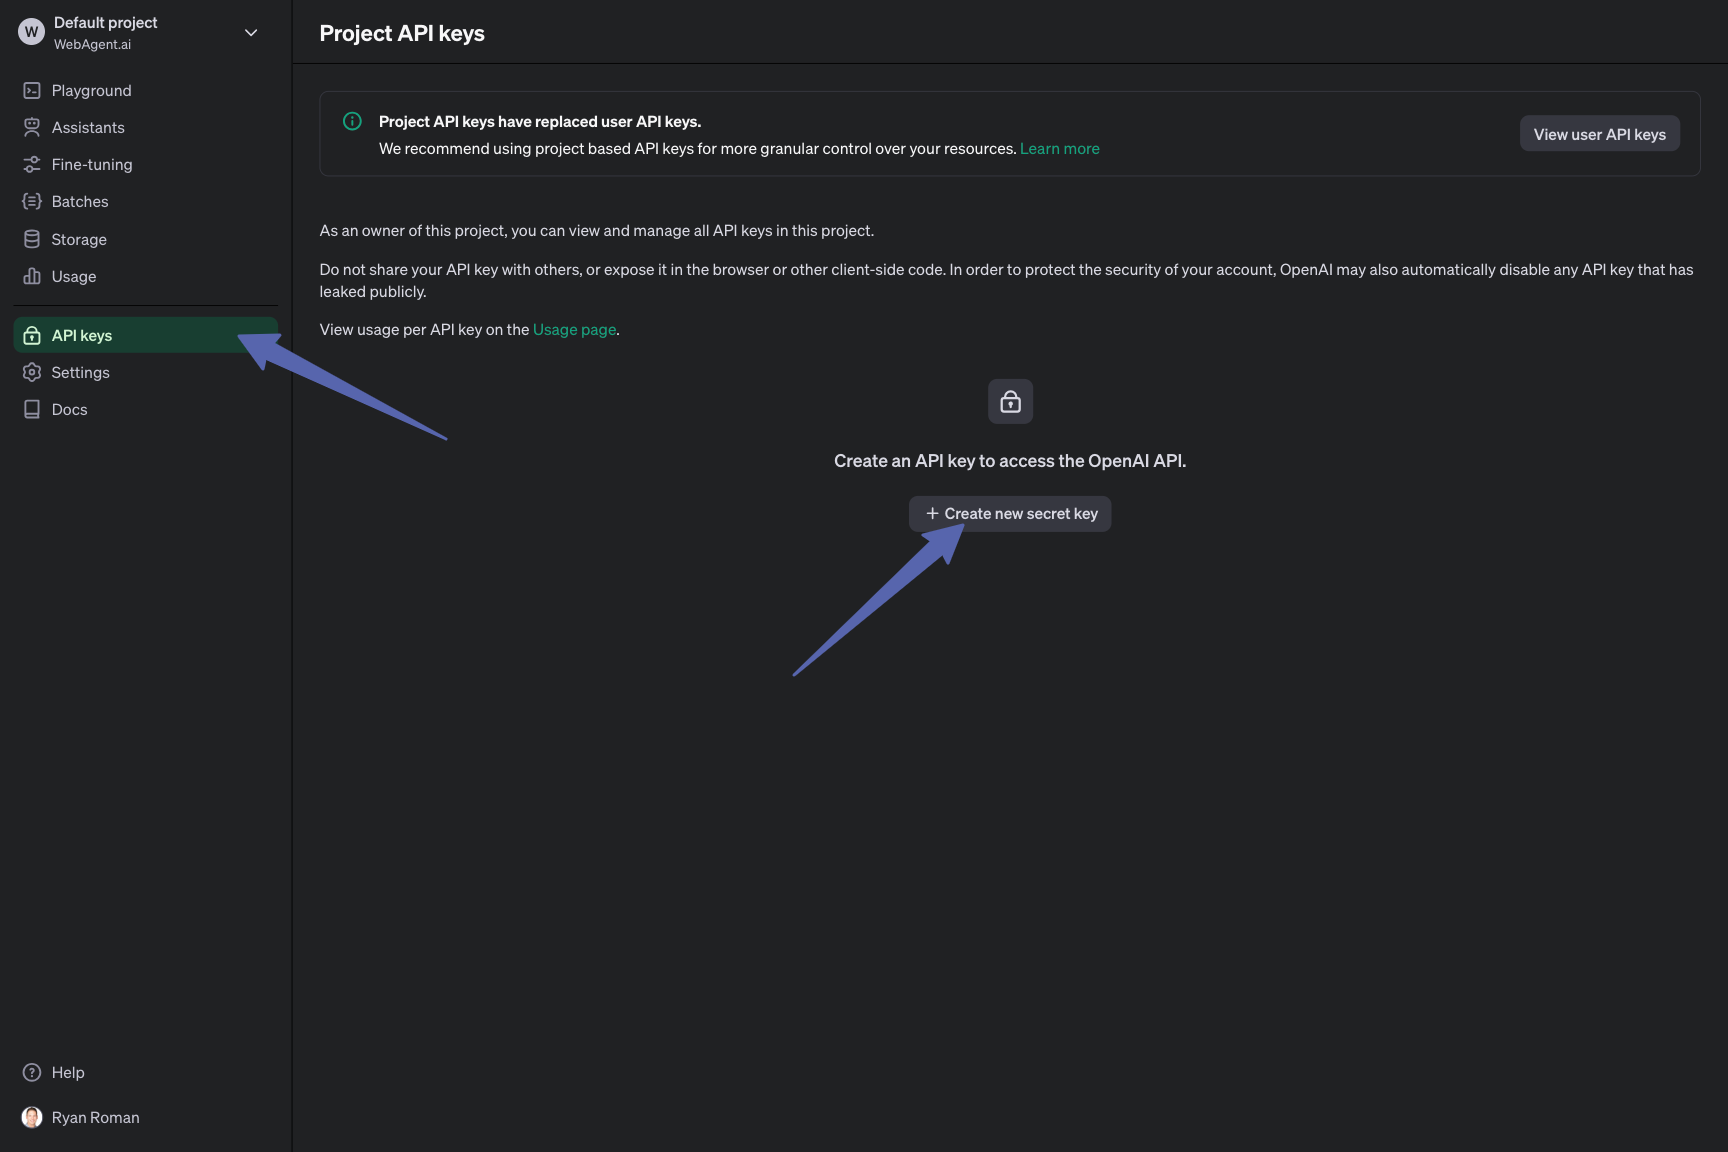 W
Default project
WebAgent.ai
Playground
Assistants
Fine-tuning
Batches
Storage
Usage
API keys
Settings
Docs
Help
Ryan Roman
Project API keys
Project API keys have replaced user API keys.
We recommend using project based API keys for more granular control over your resources. Learn more
View user API keys
As an owner of this project, you can view and manage all API keys in this project.
Do not share your API key with others, or expose it in the browser or other client-side code. In order to protect the security of your account, OpenAI may also automatically disable any API key that has
leaked publicly.
View usage per API key on the Usage page.
Create an API key to access the OpenAI API.
+ Create new secret key